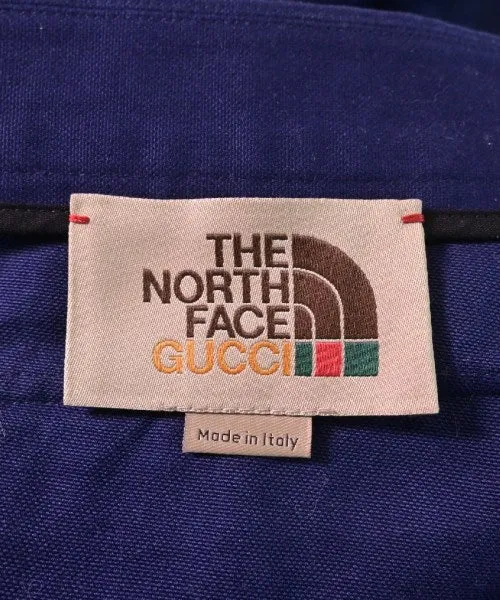 THE
NORTH
FACE
GUCCI
Made in Italy